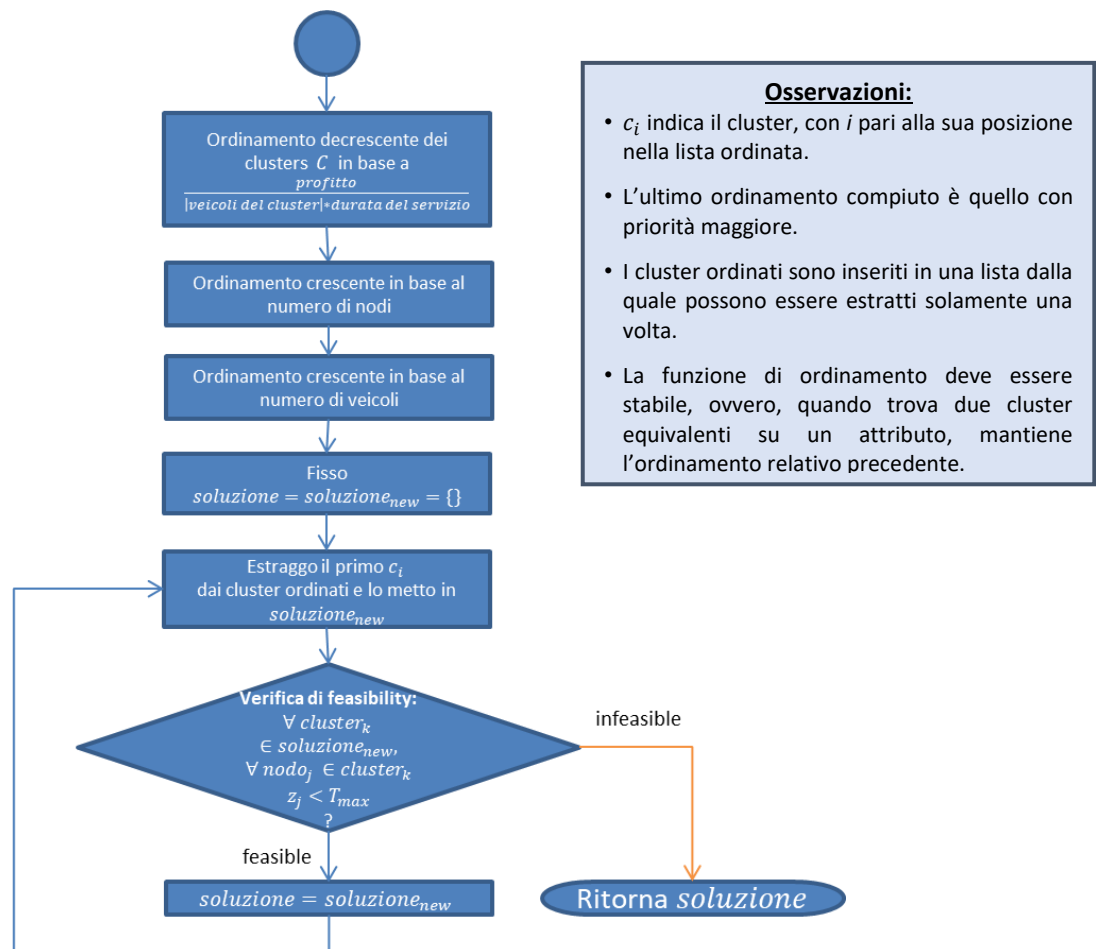 Ordinamento decrescente dei
clusters C in base a
profitto
|veicoli del cluster|∗durata del servizio
Ordinamento crescente in base al
numero di nodi
Ordinamento crescente in base al
numero di veicoli
Fisso
soluzione = soluzione_new = {}
Estraggo il primo c_i
dai cluster ordinati e lo metto in
soluzione_new
Verifica di feasibility:
∀ cluster_k
∈ soluzione_new,
∀ nodo_j ∈ cluster_k
z_j < T_max
?
infeasible
feasible
soluzione = soluzione_new
Ritorna soluzione
Osservazioni:
• c_i indica il cluster, con i pari alla sua posizione
nella lista ordinata.
• L’ultimo ordinamento compiuto è quello con
priorità maggiore.
• I cluster ordinati sono inseriti in una lista dalla
quale possono essere estratti solamente una
volta.
• La funzione di ordinamento deve essere
stabile, ovvero, quando trova due cluster
equivalenti su un attributo, mantiene
l’ordinamento relativo precedente.